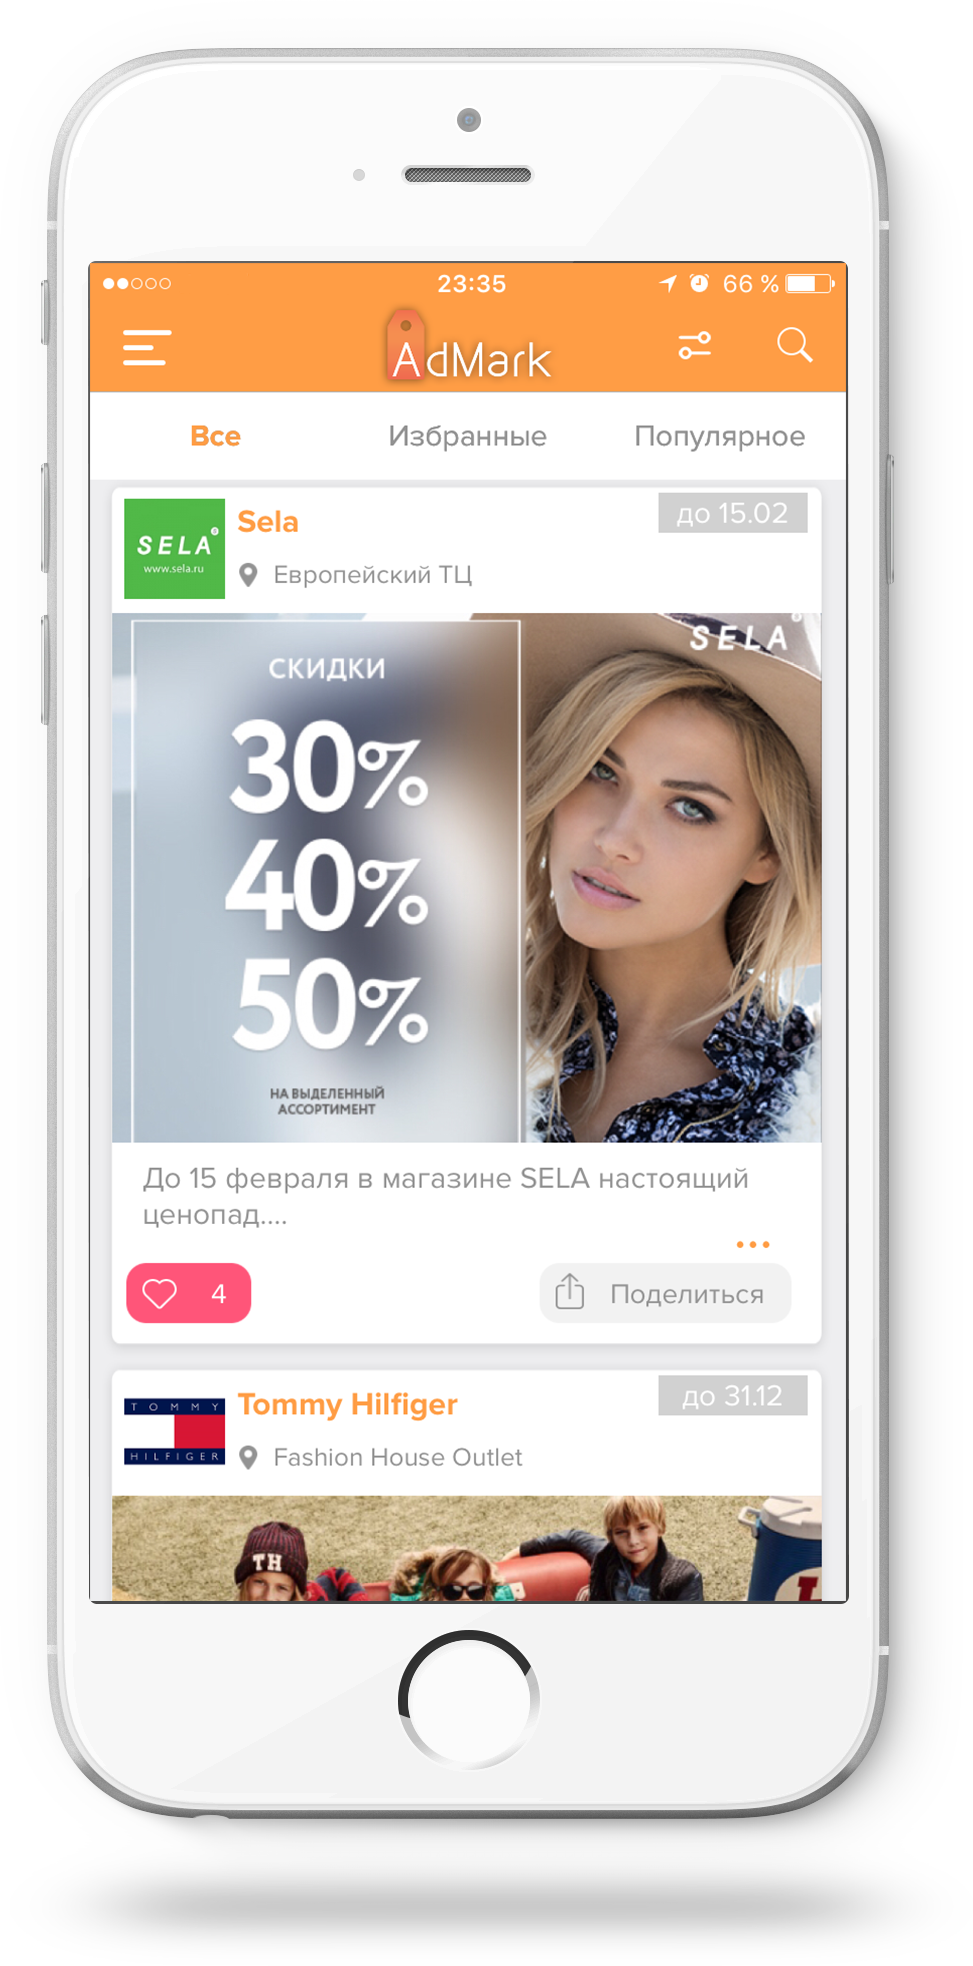 23:35
66 %
AdMark
Все
Избранные
Популярное
SELA
www.sela.ru
Sela
до 15.02
Европейский ТЦ
SELA
СКИДКИ
30%
40%
50%
НА ВЫДЕЛЕННЫЙ
АССОРТИМЕНТ
До 15 февраля в магазине SELA настоящий
ценопад....
4
Поделиться
TOMMY
HILFIGER
Tommy Hilfiger
до 31.12
Fashion House Outlet
TH